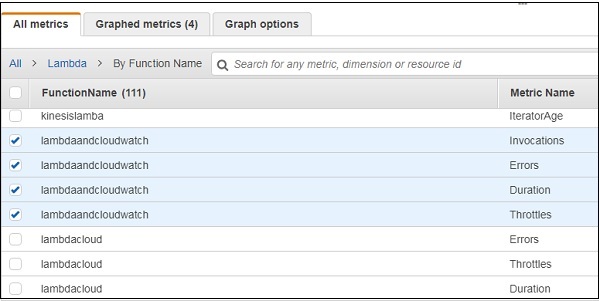 All metrics Graphed metrics (4) Graph options
All > Lambda > By Function Name Search for any metric, dimension or resource id
FunctionName (111) Metric Name
kinesislamba IteratorAge
lambdaandcloudwatch Invocations
lambdaandcloudwatch Errors
lambdaandcloudwatch Duration
lambdaandcloudwatch Throttles
lambdacloud Errors
lambdacloud Throttles
lambdacloud Duration